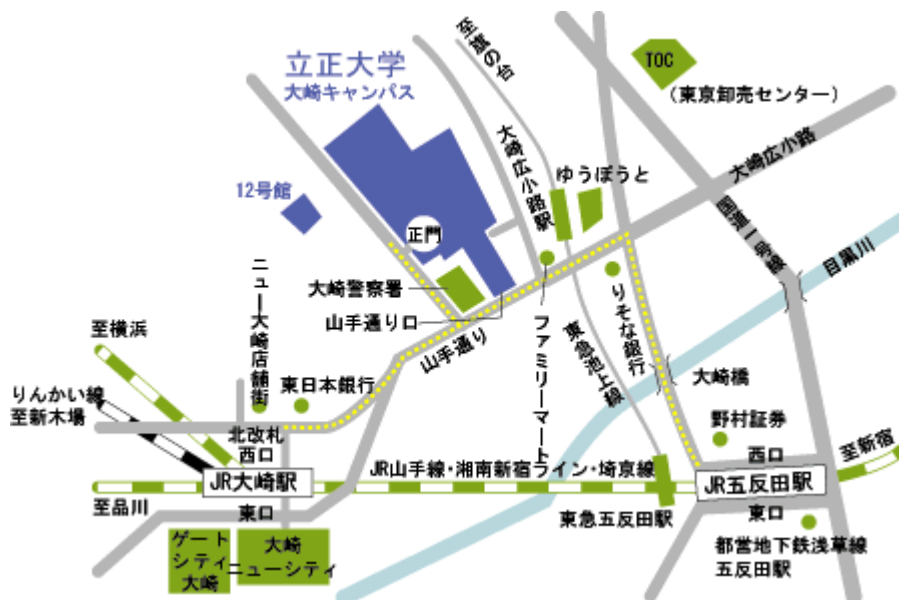 立正大学
大崎キャンパス
至旗の台
TOC
(東京卸売センター)
大崎広小路
大崎広小路駅
ゆうぽうと
12号館
正門
国道一号線
目黒川
ニュー大崎店舗街
大崎警察署
山手通り口
山手通り
ファミリーマート
りそな銀行
東急池上線
至横浜
りんかい線
至新木場
東日本銀行
大崎橋
野村証券
北改札
西口
JR大崎駅
東口
JR山手線・湘南新宿ライン・埼京線
西口
JR五反田駅
東口
至新宿
至品川
東急五反田駅
都営地下鉄浅草線
五反田駅
ゲート
シティ
大崎
大崎
ニューシティ